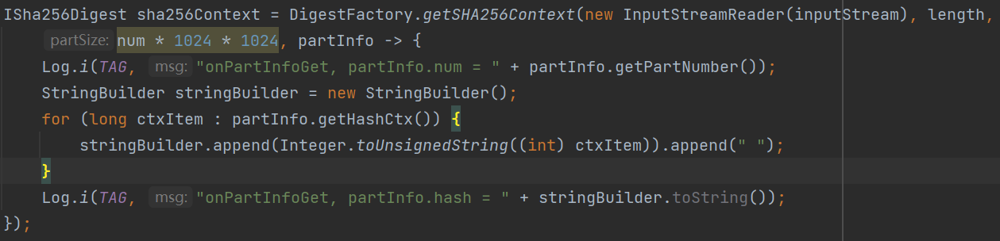 ISha256Digest sha256Context = DigestFactory.getSHA256Context(new InputStreamReader(inputStream), length,
partSize: num * 1024 * 1024, partInfo -> {
Log.i(TAG, msg: "onPartInfoGet, partInfo.num = " + partInfo.getPartNumber());
StringBuilder stringBuilder = new StringBuilder();
for (long ctxItem : partInfo.getHashCtx()) {
stringBuilder.append(Integer.toUnsignedString((int) ctxItem)).append(" ");
}
Log.i(TAG, msg: "onPartInfoGet, partInfo.hash = " + stringBuilder.toString());
});